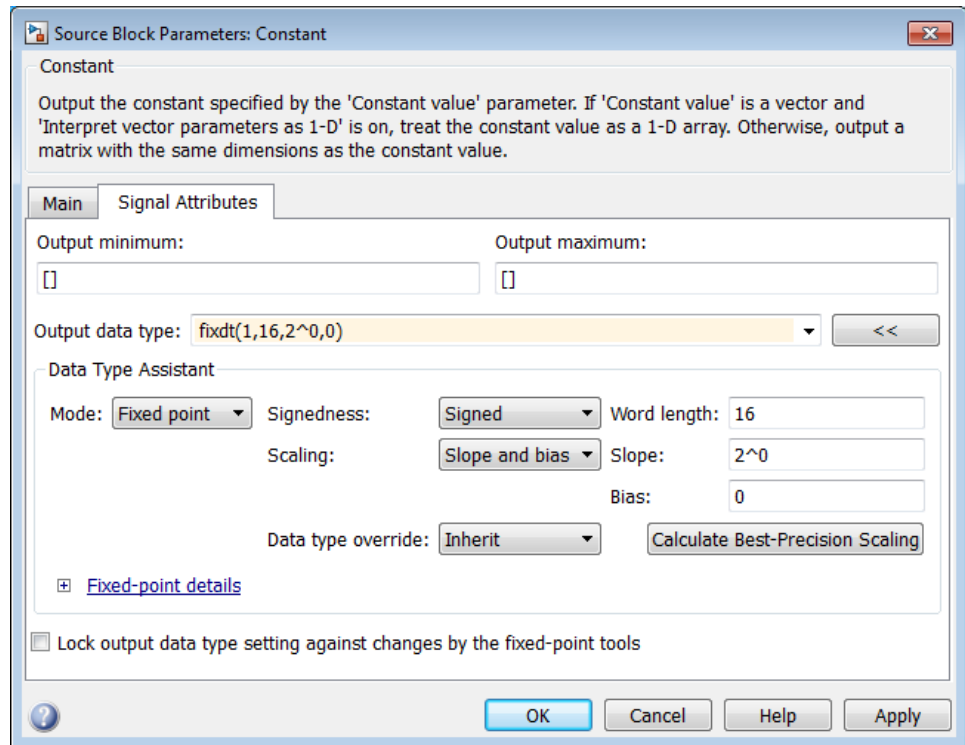 Source Block Parameters: Constant
Constant
Output the constant specified by the 'Constant value' parameter. If 'Constant value' is a vector and
'Interpret vector parameters as 1-D' is on, treat the constant value as a 1-D array. Otherwise, output a
matrix with the same dimensions as the constant value.
Main Signal Attributes
Output minimum: Output maximum:
[] []
Output data type: fixdt(1,16,2^0,0) <<
Data Type Assistant
Mode: Fixed point Signedness: Signed Word length: 16
Scaling: Slope and bias Slope: 2^0
Bias: 0
Data type override: Inherit Calculate Best-Precision Scaling
Fixed-point details
Lock output data type setting against changes by the fixed-point tools
? OK Cancel Help Apply